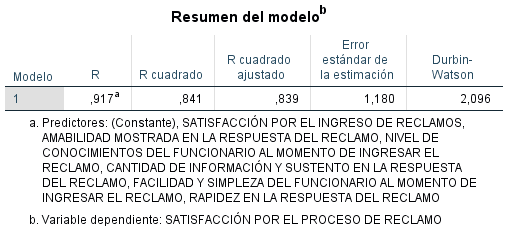 Resumen del modelob
Modelo R R cuadrado R cuadrado ajustado Error estándar de la estimación Durbin-Watson
1 ,917a ,841 ,839 1,180 2,096
a. Predictores: (Constante), SATISFACCIÓN POR EL INGRESO DE RECLAMOS,
AMABILIDAD MOSTRADA EN LA RESPUESTA DEL RECLAMO, NIVEL DE
CONOCIMIENTOS DEL FUNCIONARIO AL MOMENTO DE INGRESAR EL
RECLAMO, CANTIDAD DE INFORMACIÓN Y SUSTENTO EN LA RESPUESTA
DEL RECLAMO, FACILIDAD Y SIMPLEZA DEL FUNCIONARIO AL MOMENTO DE
INGRESAR EL RECLAMO, RAPIDEZ EN LA RESPUESTA DEL RECLAMO
b. Variable dependiente: SATISFACCIÓN POR EL PROCESO DE RECLAMO